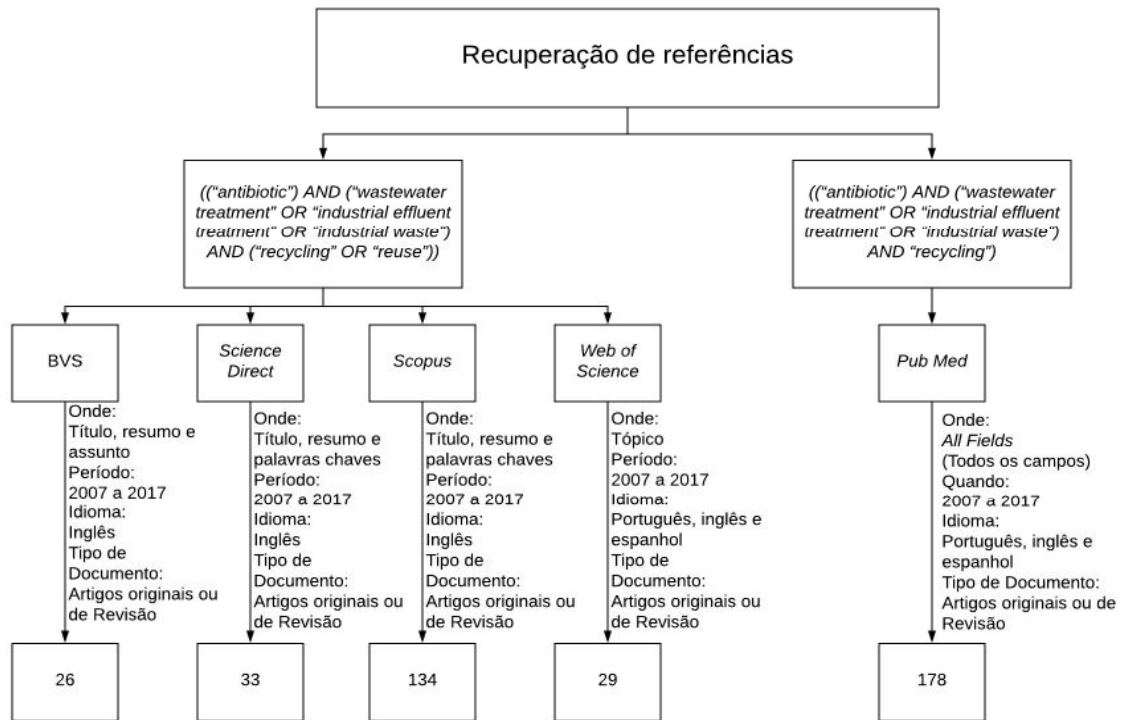 Recuperação de referências
((“antibiotic”) AND (“wastewater
treatment” OR “industrial effluent
treatment” OR “industrial waste”)
AND (“recycling” OR “reuse”))
((“antibiotic”) AND (“wastewater
treatment” OR “industrial effluent
treatment” OR “industrial waste”)
AND “recycling”)
BVS
Science
Direct
Scopus
Web of
Science
Pub Med
Onde:
Título, resumo e
assunto
Período:
2007 a 2017
Idioma:
Inglês
Tipo de
Documento:
Artigos originais ou
de Revisão
Onde:
Título, resumo e
palavras chaves
Período:
2007 a 2017
Idioma:
Inglês
Tipo de
Documento:
Artigos originais ou
de Revisão
Onde:
Título, resumo e
palavras chaves
Período:
2007 a 2017
Idioma:
Inglês
Tipo de
Documento:
Artigos originais ou
de Revisão
Onde:
Tópico
Período:
2007 a 2017
Idioma:
Português, inglês e
espanhol
Tipo de
Documento:
Artigos originais ou
de Revisão
Onde:
All Fields
(Todos os campos)
Quando:
2007 a 2017
Idioma:
Português, inglês e
espanhol
Tipo de Documento:
Artigos originais ou de
Revisão
26
33
134
29
178